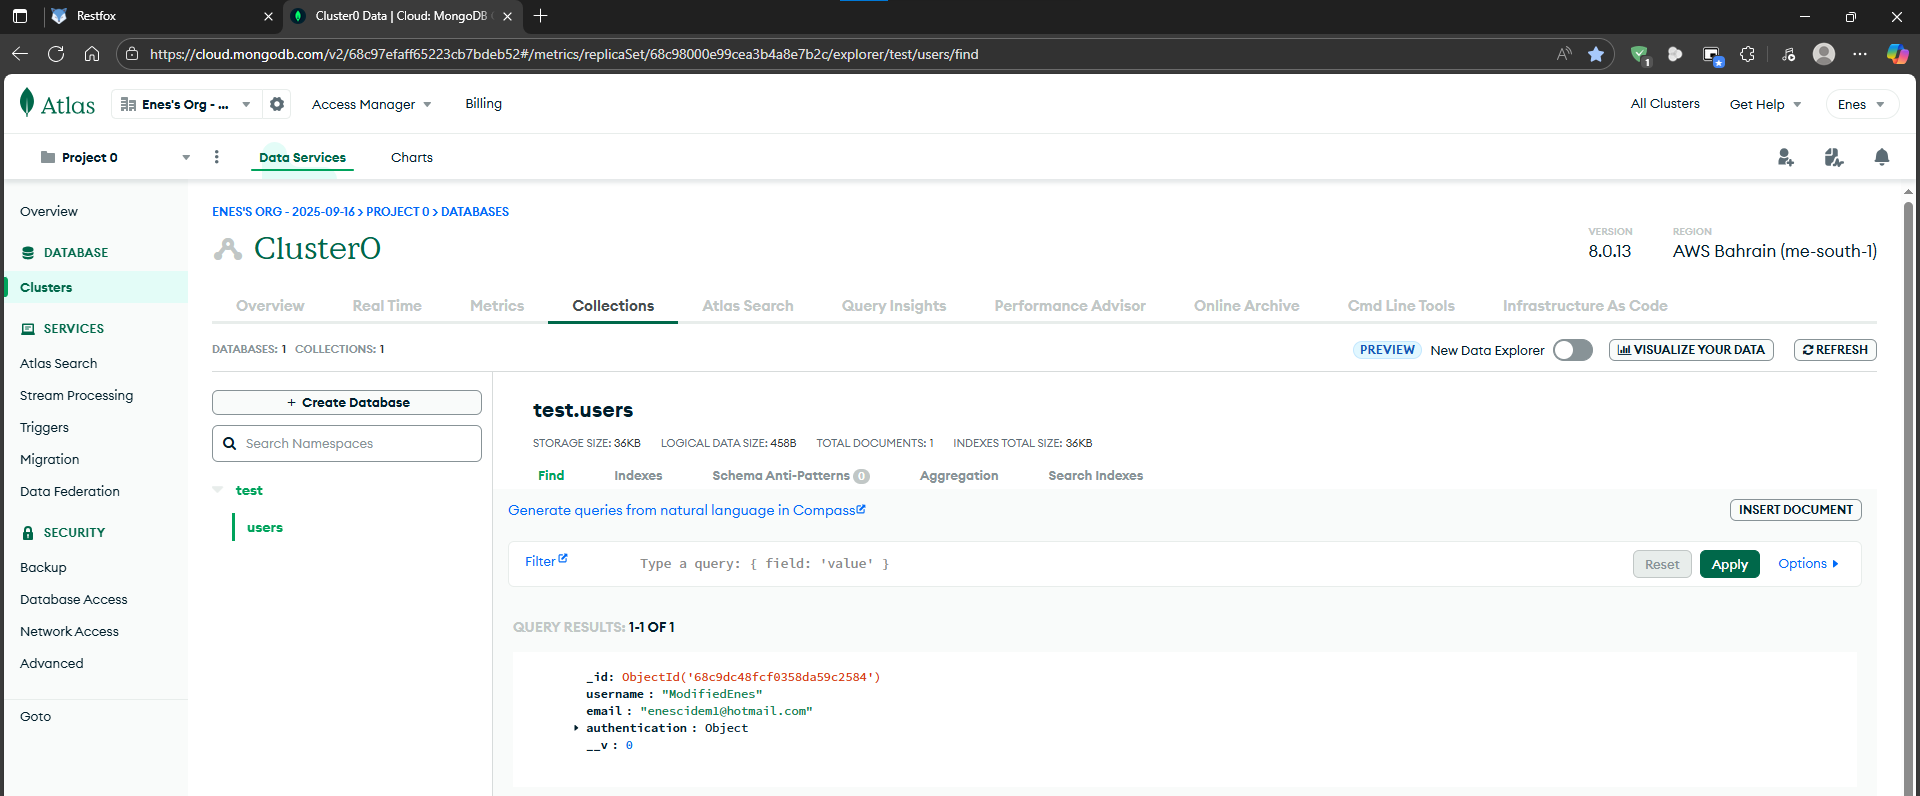 Restfox
Cluster0 Data | Cloud: MongoDB
https://cloud.mongodb.com/v2/68c97efaff65223cb7bdeb52#/metrics/replicaSet/68c98000e99cea3b4a8e7b2c/explorer/test/users/find
1
Atlas
Enes's Org - ...
Access Manager
Billing
All Clusters
Get Help
Enes
Project 0
Data Services
Charts
Overview
DATABASE
Clusters
SERVICES
Atlas Search
Stream Processing
Triggers
Migration
Data Federation
SECURITY
Backup
Database Access
Network Access
Advanced
Goto
ENES'S ORG - 2025-09-16 > PROJECT 0 > DATABASES
Cluster0
VERSION
8.0.13
REGION
AWS Bahrain (me-south-1)
Overview
Real Time
Metrics
Collections
Atlas Search
Query Insights
Performance Advisor
Online Archive
Cmd Line Tools
Infrastructure As Code
DATABASES: 1 COLLECTIONS: 1
PREVIEW
New Data Explorer
VISUALIZE YOUR DATA
REFRESH
+ Create Database
Search Namespaces
test
users
test.users
STORAGE SIZE: 36KB LOGICAL DATA SIZE: 458B TOTAL DOCUMENTS: 1 INDEXES TOTAL SIZE: 36KB
Find
Indexes
Schema Anti-Patterns 0
Aggregation
Search Indexes
Generate queries from natural language in Compass
INSERT DOCUMENT
Filter
Type a query: { field: 'value' }
Reset
Apply
Options
QUERY RESULTS: 1-1 OF 1
_id: ObjectId('68c9dc48fcf0358da59c2584')
username : "ModifiedEnes"
email : "enescidem1@hotmail.com"
authentication : Object
__v : 0